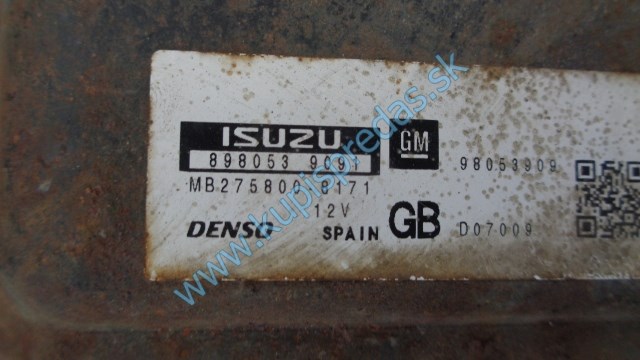 ISUZU GM
898053 9091 98053909
MB275800-8171
12V
DENSO SPAIN GB D07009
www.kupispredas.sk